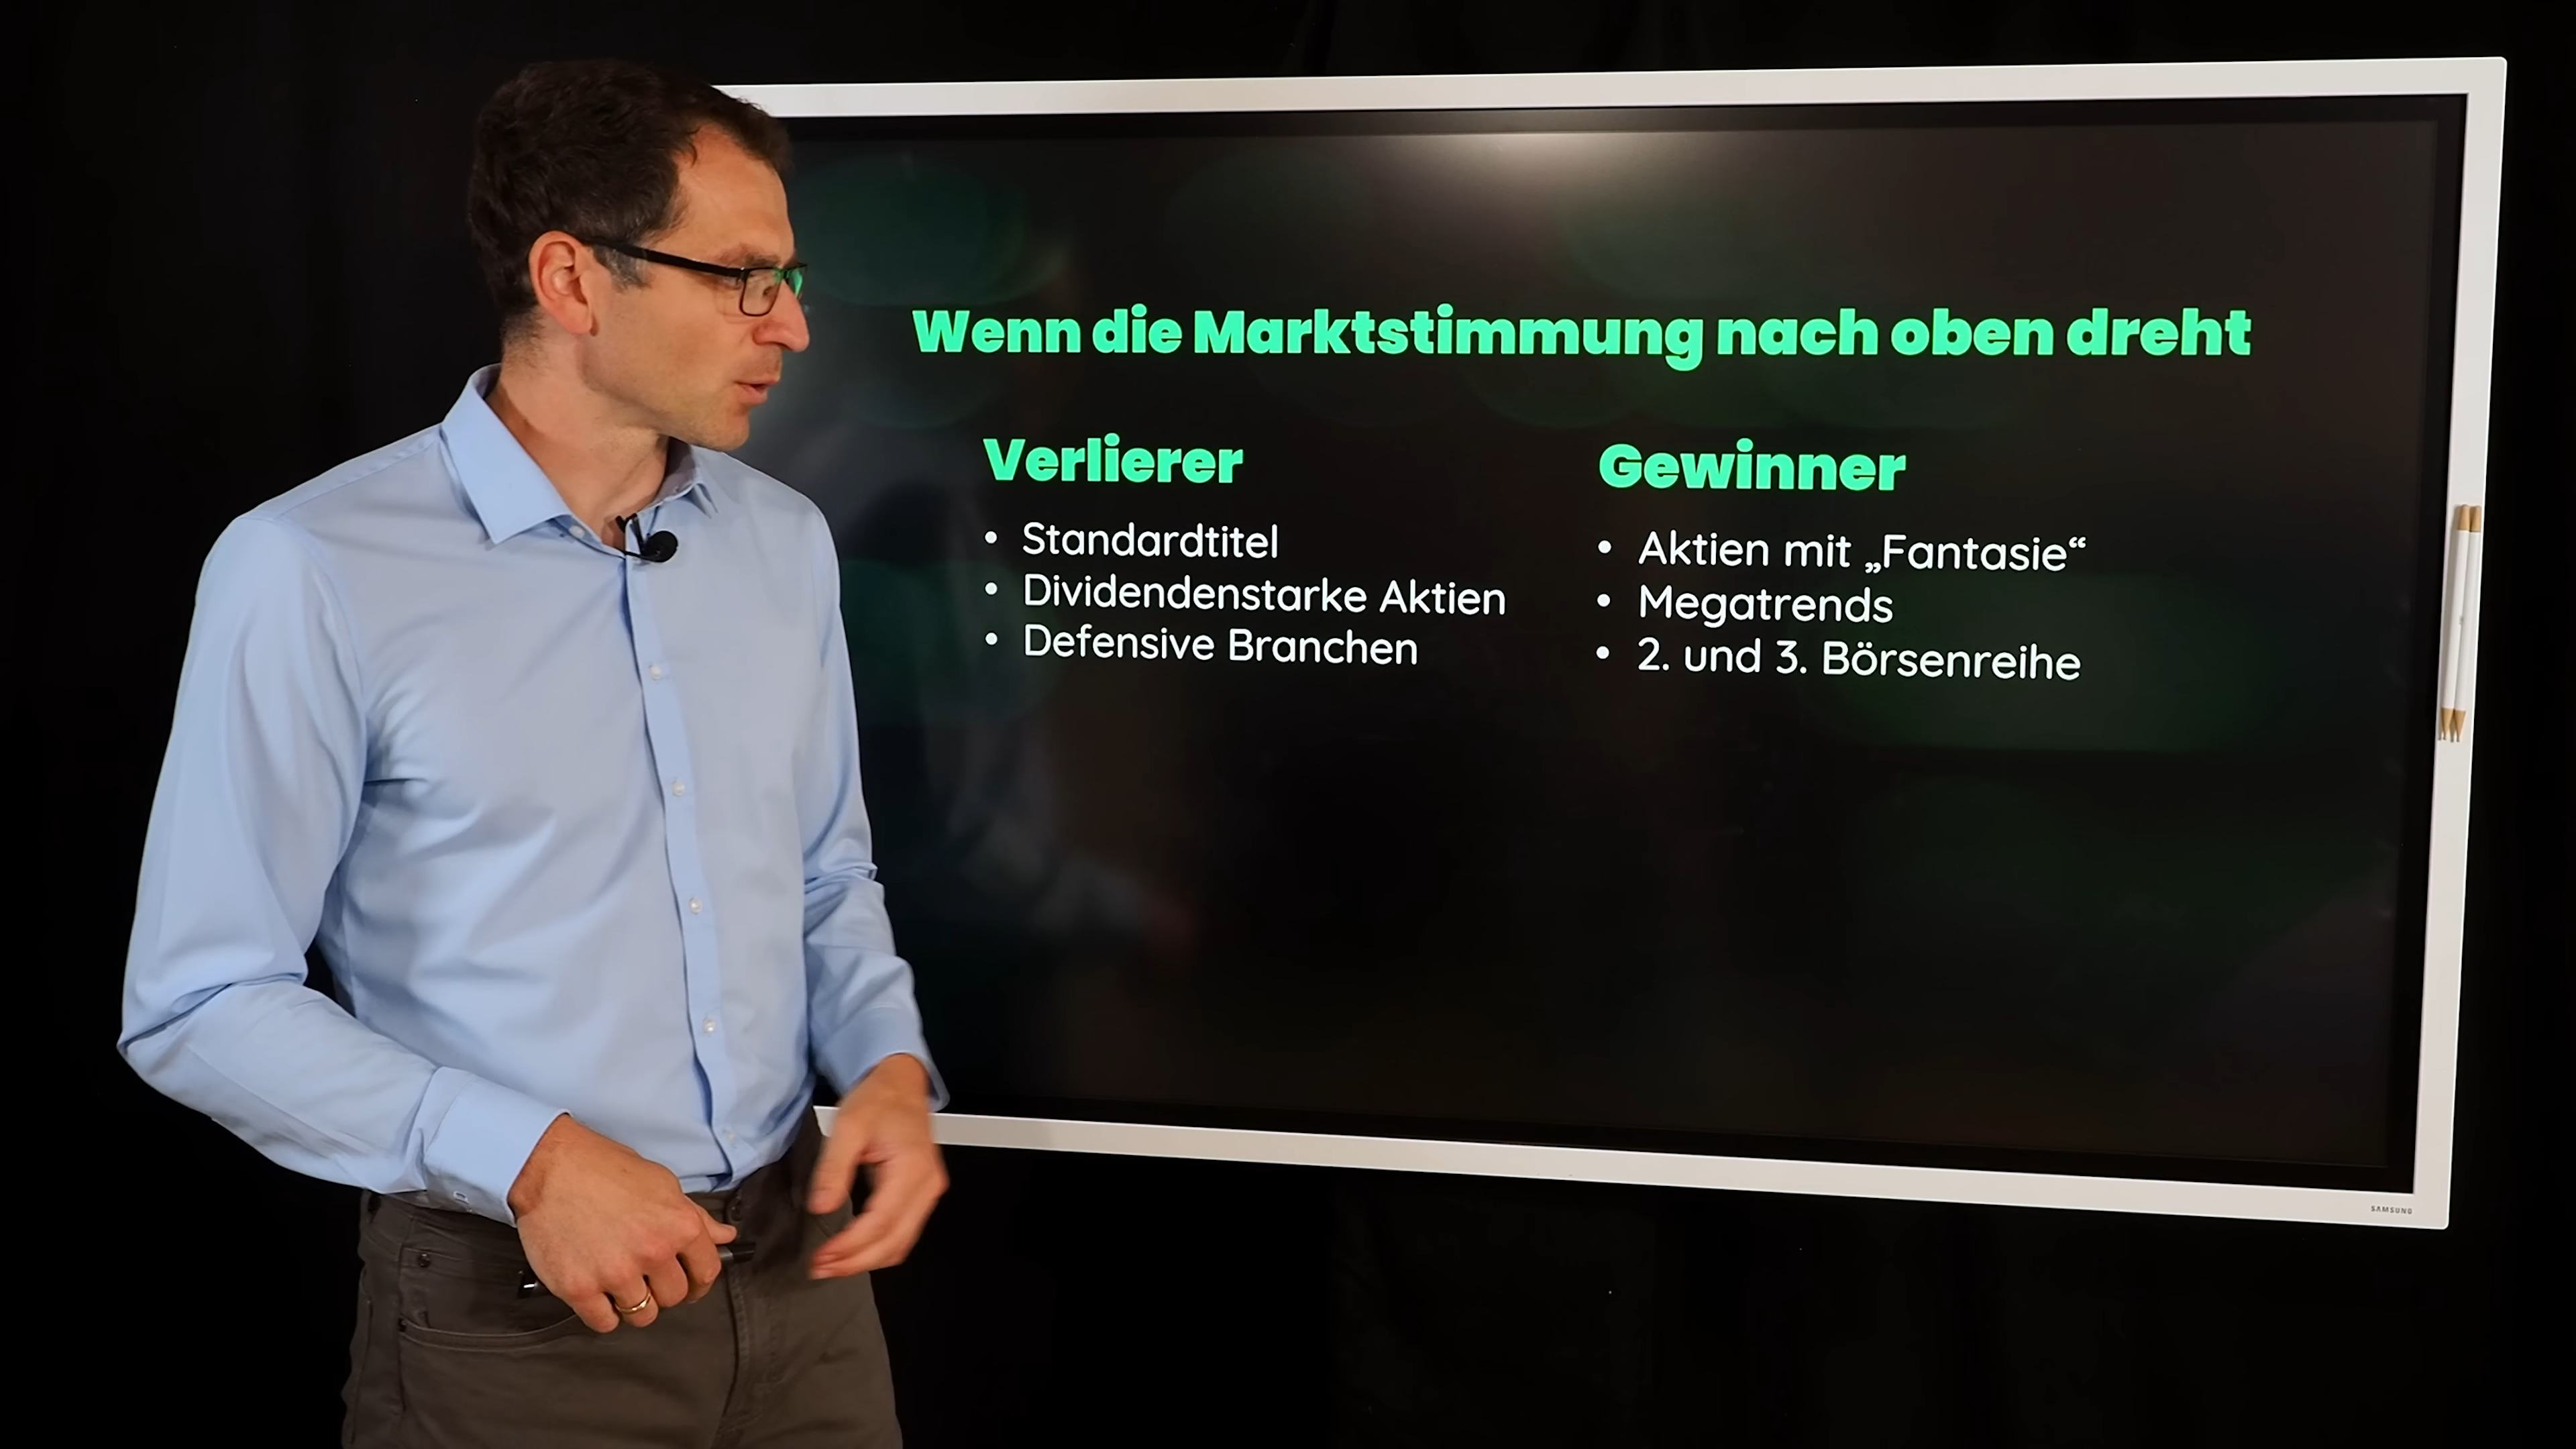 Wenn die Marktstimmung nach oben dreht
Verlierer
• Standardtitel
• Dividendenstarke Aktien
• Defensive Branchen
Gewinner
• Aktien mit „Fantasie“
• Megatrends
• 2. und 3. Börsenreihe
SAMSUNG